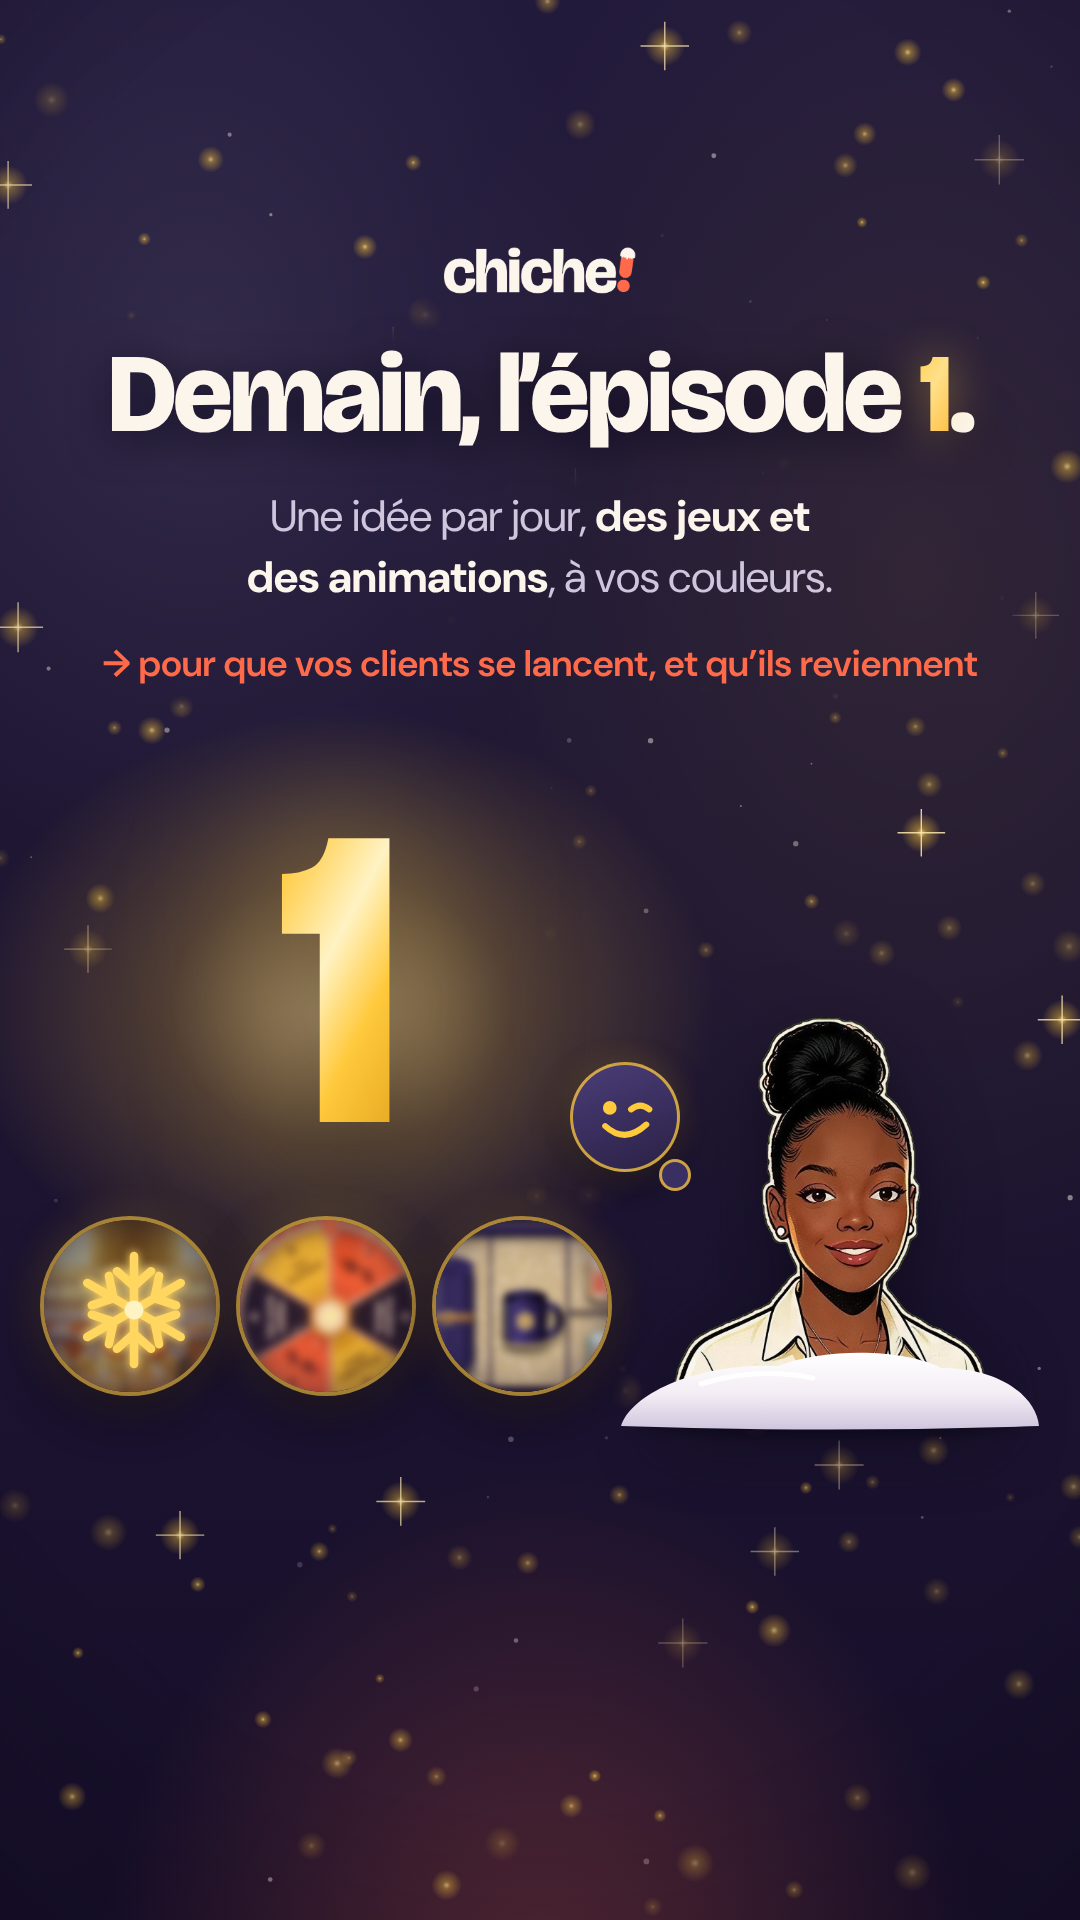 chiche!
Demain, l’épisode 1.
Une idée par jour, des jeux et
des animations, à vos couleurs.
→ pour que vos clients se lancent, et qu’ils reviennent
1